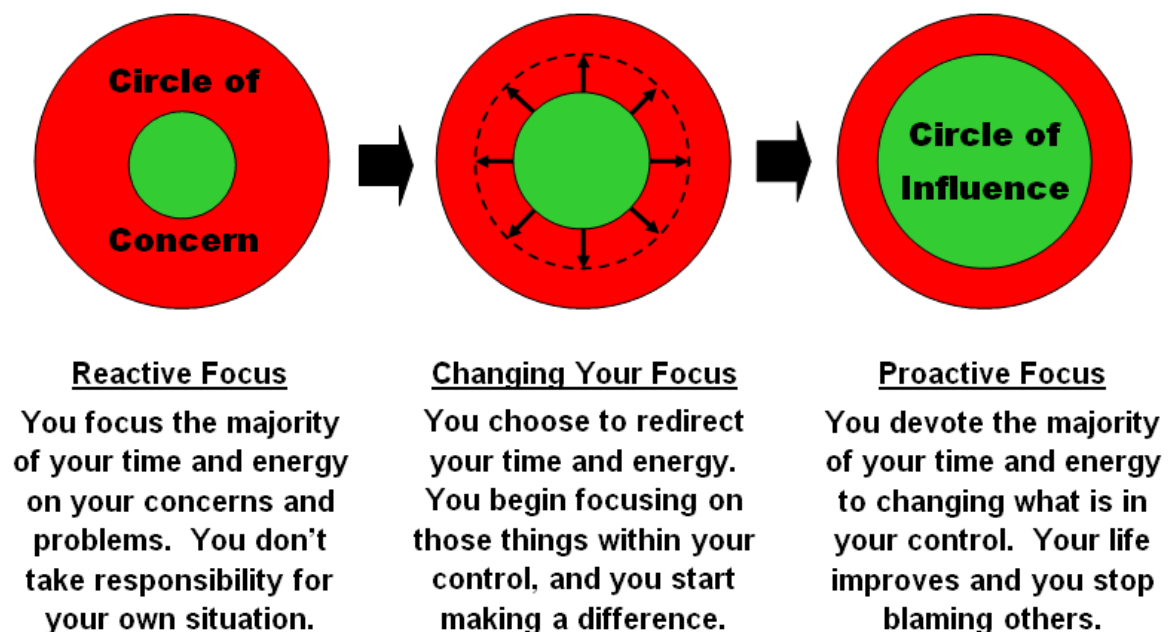 Circle of
Concern
Circle of
Influence
Reactive Focus
You focus the majority
of your time and energy
on your concerns and
problems.  You don't
take responsibility for
your own situation.
Changing Your Focus
You choose to redirect
your time and energy.
You begin focusing on
those things within your
control, and you start
making a difference.
Proactive Focus
You devote the majority
of your time and energy
to changing what is in
your control.  Your life
improves and you stop
blaming others.